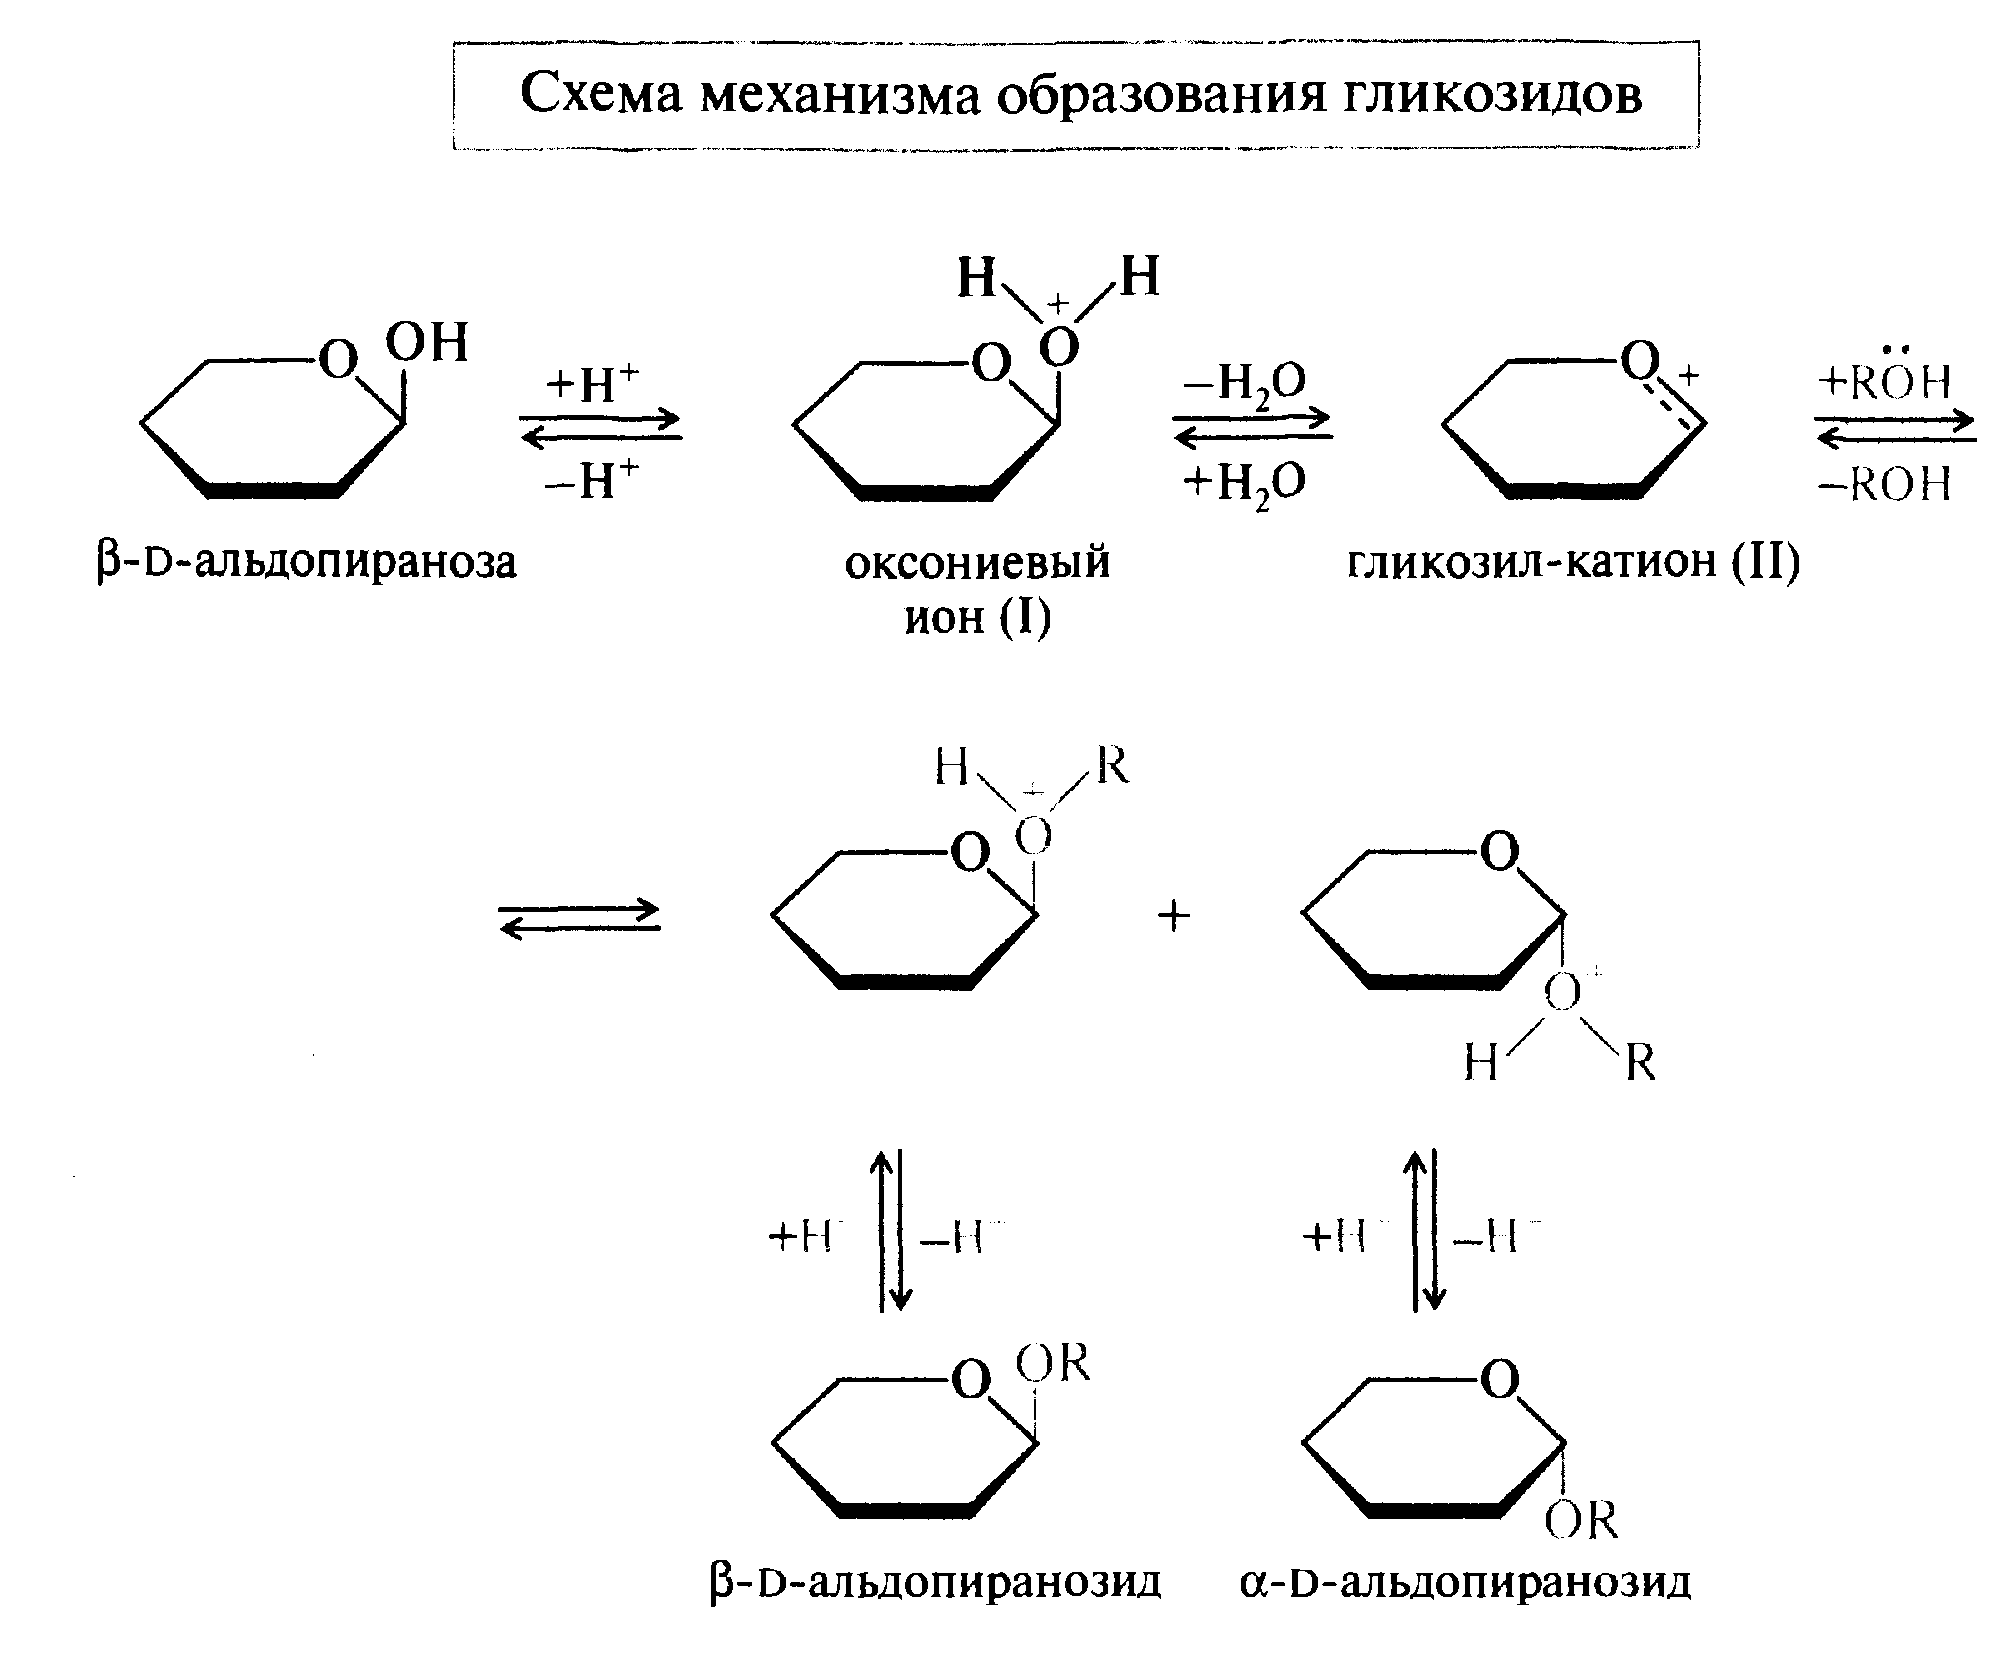 Схема механизма образования гликозидов
H H
+
O OH O O O +
+H⁺ −H₂O +RÖH
−H⁺ +H₂O −ROH
β-D-альдопираноза оксониевый гликозил-катион (II)
ион (I)
H R
+
O O + O
O +
H R
+H −H +H −H
O OR O
OR
β-D-альдопиранозид α-D-альдопиранозид